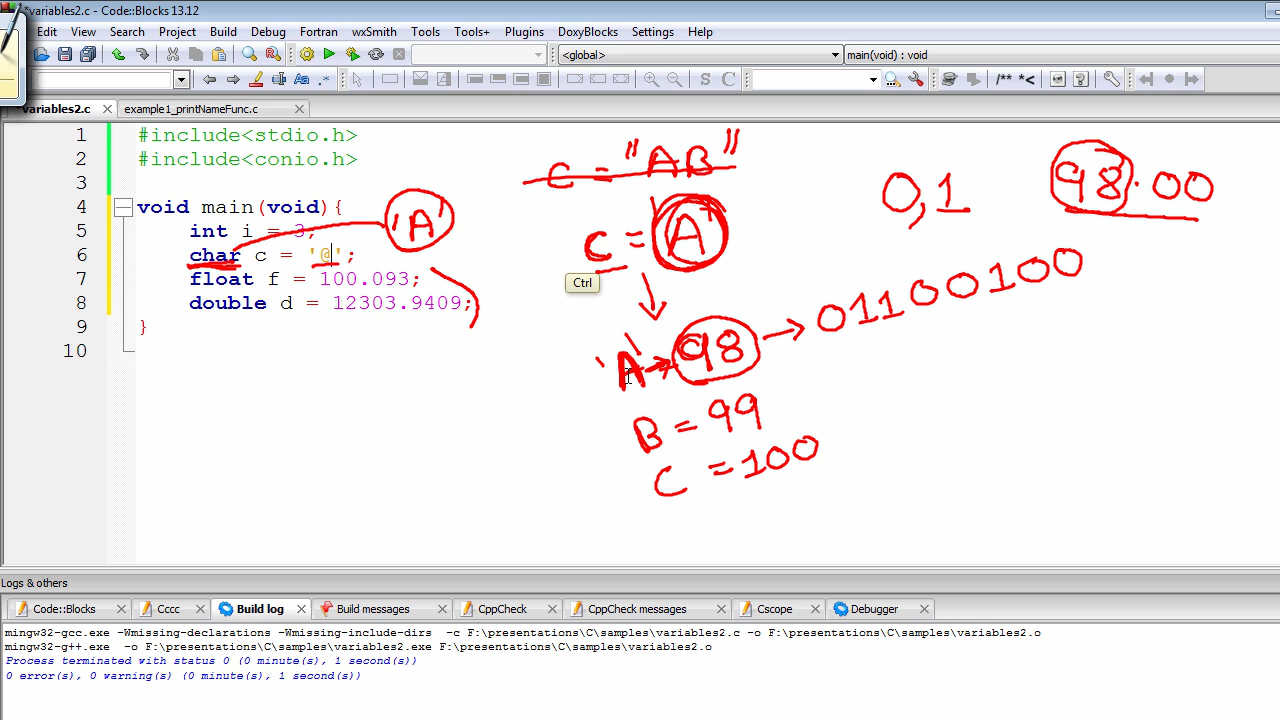 variables2.c - Code::Blocks 13.12
Edit View Search Project Build Debug Fortran wxSmith Tools Tools+ Plugins DoxyBlocks Settings Help
<global> main(void) : void
Aa .* S C /** *<
variables2.c example1_printNameFunc.c
1 #include<stdio.h>
2 #include<conio.h>
3
4 void main(void){
5 int i = 3;
6 char c = '@';
7 float f = 100.093;
8 double d = 12303.9409;
9 }
10
'A'
c = "AB"
c = 'A'
Ctrl
'A' → 98 → 01100100
B = 99
C = 100
0,1
98.00
Logs & others
Code::Blocks Cccc Build log Build messages CppCheck CppCheck messages Cscope Debugger
mingw32-gcc.exe -Wmissing-declarations -Wmissing-include-dirs -c F:\presentations\C\samples\variables2.c -o F:\presentations\C\samples\variables2.o
mingw32-g++.exe -o F:\presentations\C\samples\variables2.exe F:\presentations\C\samples\variables2.o
Process terminated with status 0 (0 minute(s), 1 second(s))
0 error(s), 0 warning(s) (0 minute(s), 1 second(s))